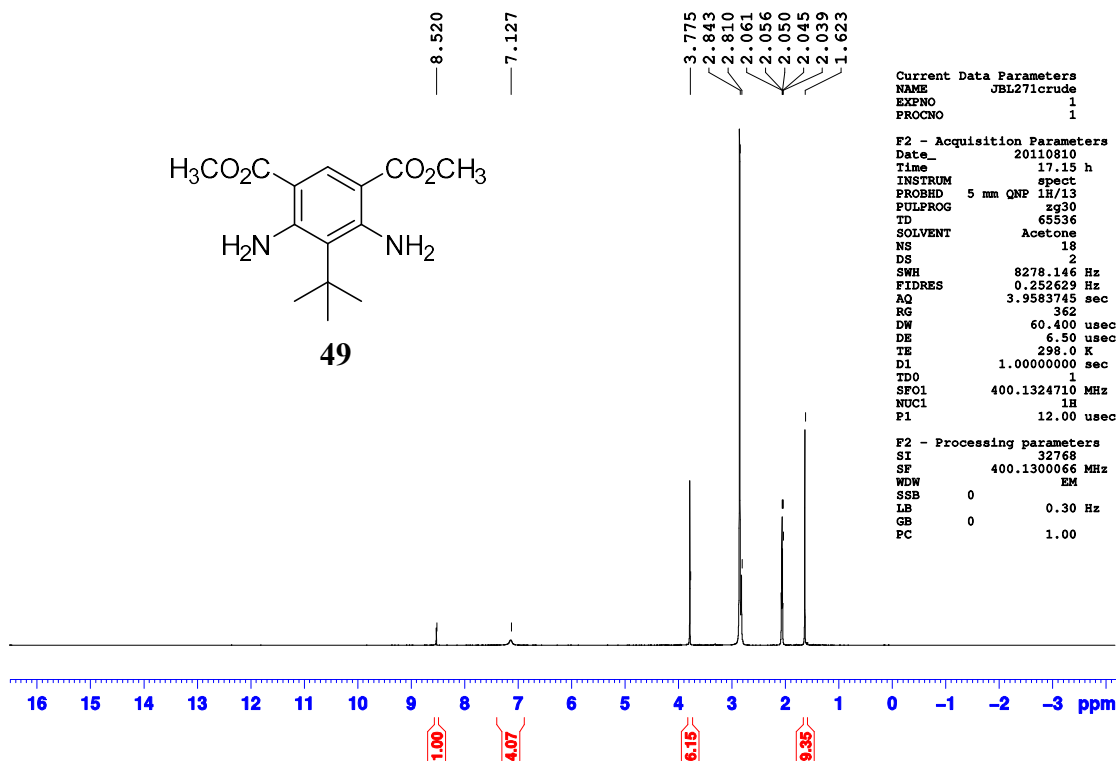 8.520
7.127
3.775
2.843
2.810
2.061
2.056
2.050
2.045
2.039
1.623
H3CO2C
CO2CH3
H2N
NH2
49
Current Data Parameters
NAME JBL271crude
EXPNO 1
PROCNO 1
F2 - Acquisition Parameters
Date_ 20110810
Time 17.15 h
INSTRUM spect
PROBHD 5 mm QNP 1H/13
PULPROG zg30
TD 65536
SOLVENT Acetone
NS 18
DS 2
SWH 8278.146 Hz
FIDRES 0.252629 Hz
AQ 3.9583745 sec
RG 362
DW 60.400 usec
DE 6.50 usec
TE 298.0 K
D1 1.00000000 sec
TD0 1
SFO1 400.1324710 MHz
NUC1 1H
P1 12.00 usec
F2 - Processing parameters
SI 32768
SF 400.1300066 MHz
WDW EM
SSB 0
LB 0.30 Hz
GB 0
PC 1.00
16 15 14 13 12 11 10 9 8 7 6 5 4 3 2 1 0 -1 -2 -3 ppm
1.00
4.07
6.15
9.35